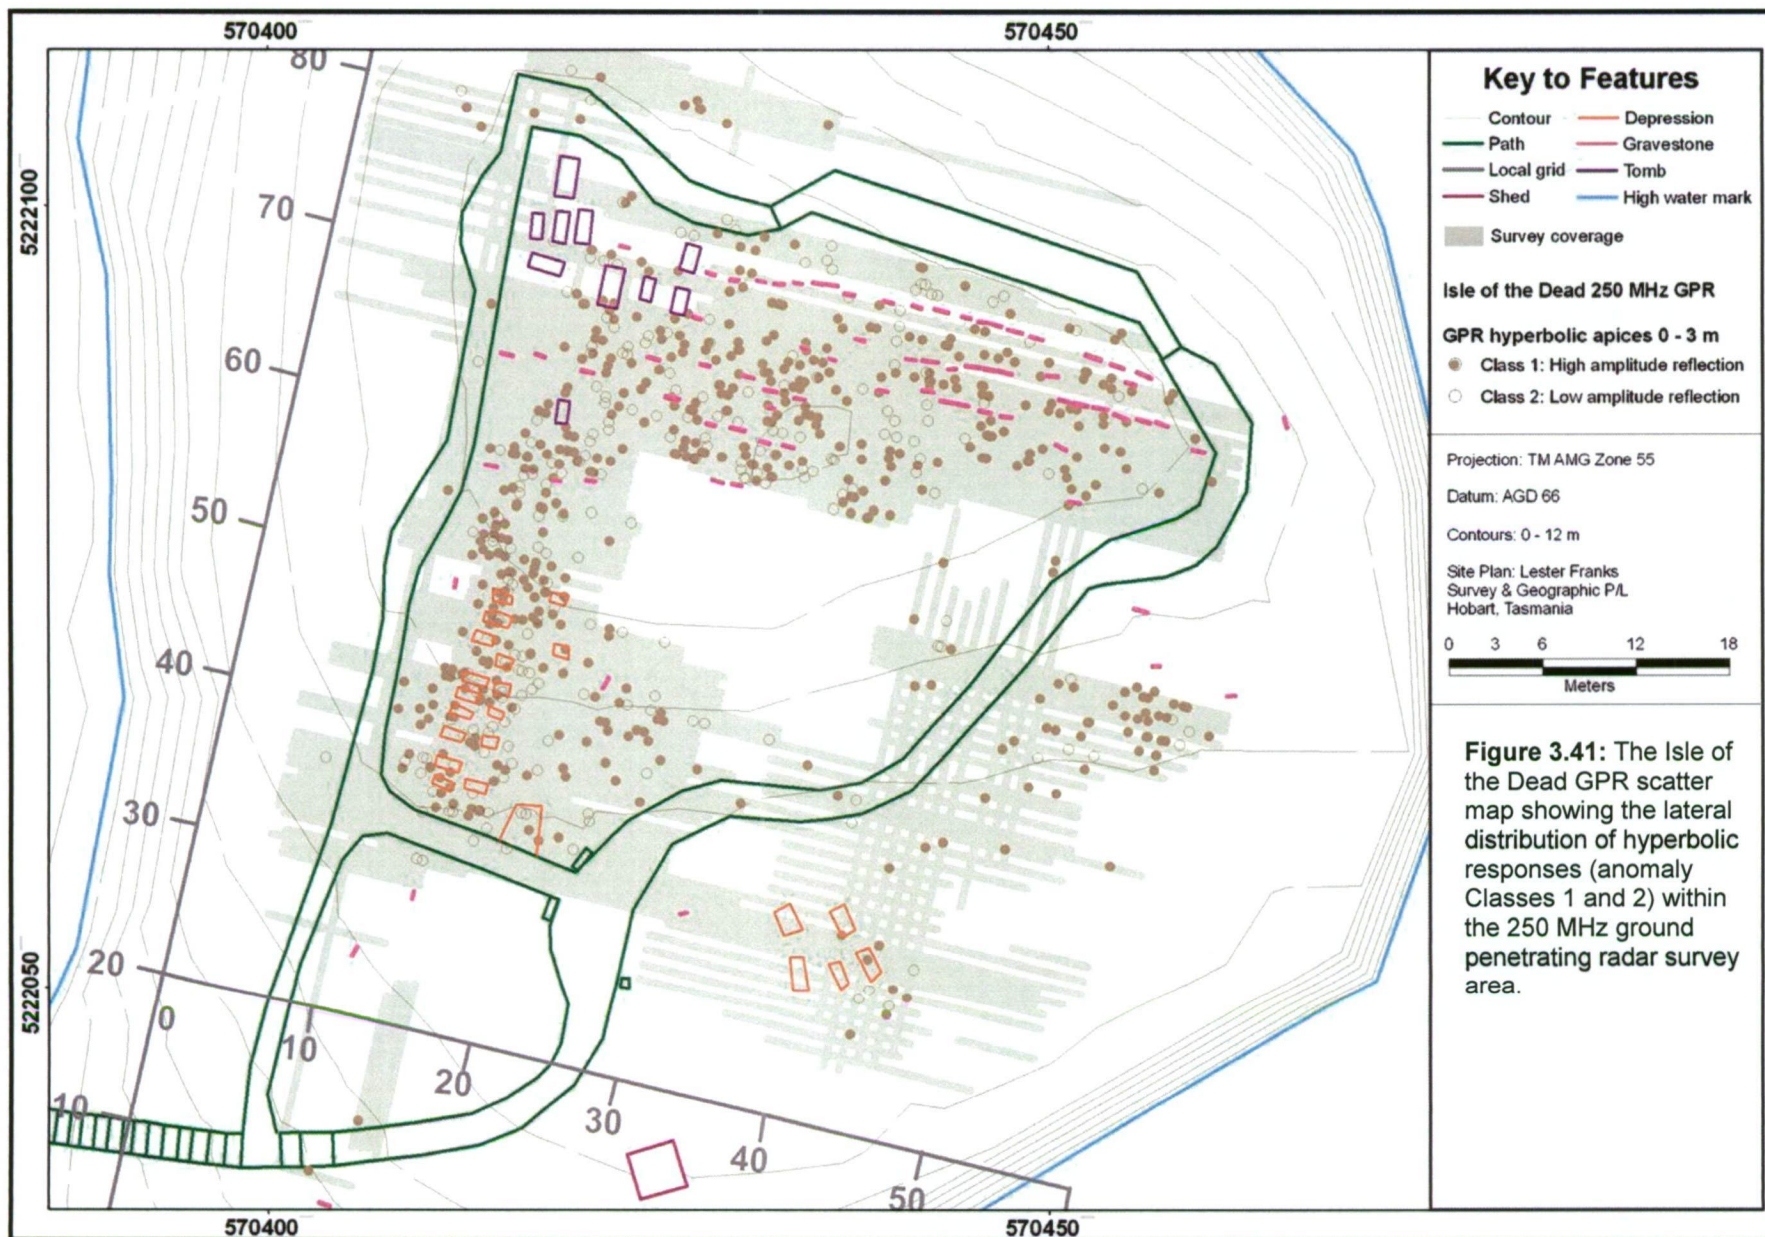 570400
570450
5222100
5222050
80
70
60
50
40
30
20
10
0
10
20
30
40
50
570400
570450
Key to Features
Contour
Depression
Path
Gravestone
Local grid
Tomb
Shed
High water mark
Survey coverage
Isle of the Dead 250 MHz GPR
GPR hyperbolic apices 0 - 3 m
Class 1: High amplitude reflection
Class 2: Low amplitude reflection
Projection: TM AMG Zone 55
Datum: AGD 66
Contours: 0 - 12 m
Site Plan: Lester Franks
Survey & Geographic P/L
Hobart, Tasmania
0 3 6 12 18
Meters
Figure 3.41: The Isle of
the Dead GPR scatter
map showing the lateral
distribution of hyperbolic
responses (anomaly
Classes 1 and 2) within
the 250 MHz ground
penetrating radar survey
area.